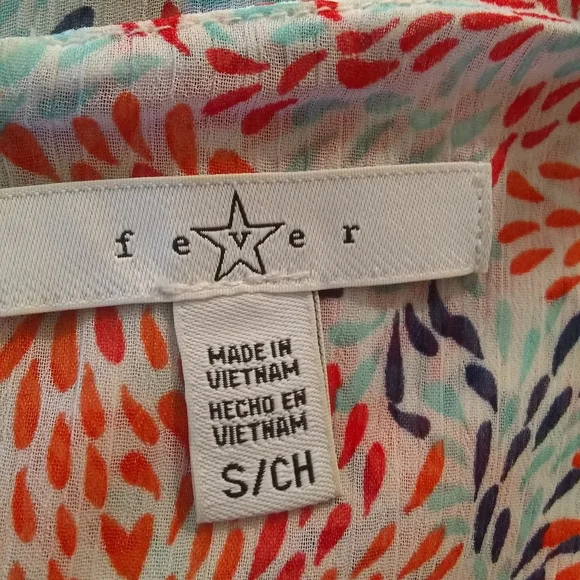 fever
MADE IN
VIETNAM
HECHO EN
VIETNAM
S/CH